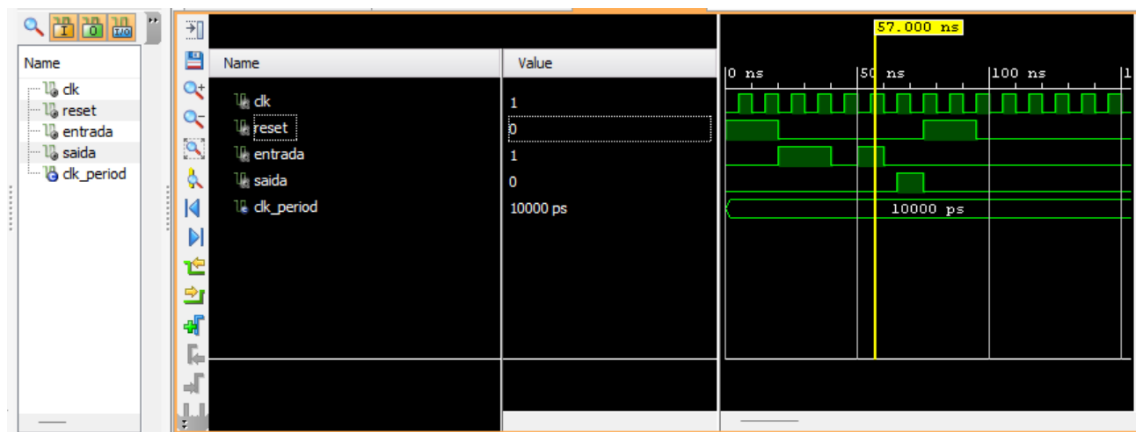 I
O
I/O
Name
clk
reset
entrada
saida
clk_period
Name
Value
clk
1
reset
0
entrada
1
saida
0
clk_period
10000 ps
57.000 ns
0 ns
50 ns
100 ns
1
10000 ps